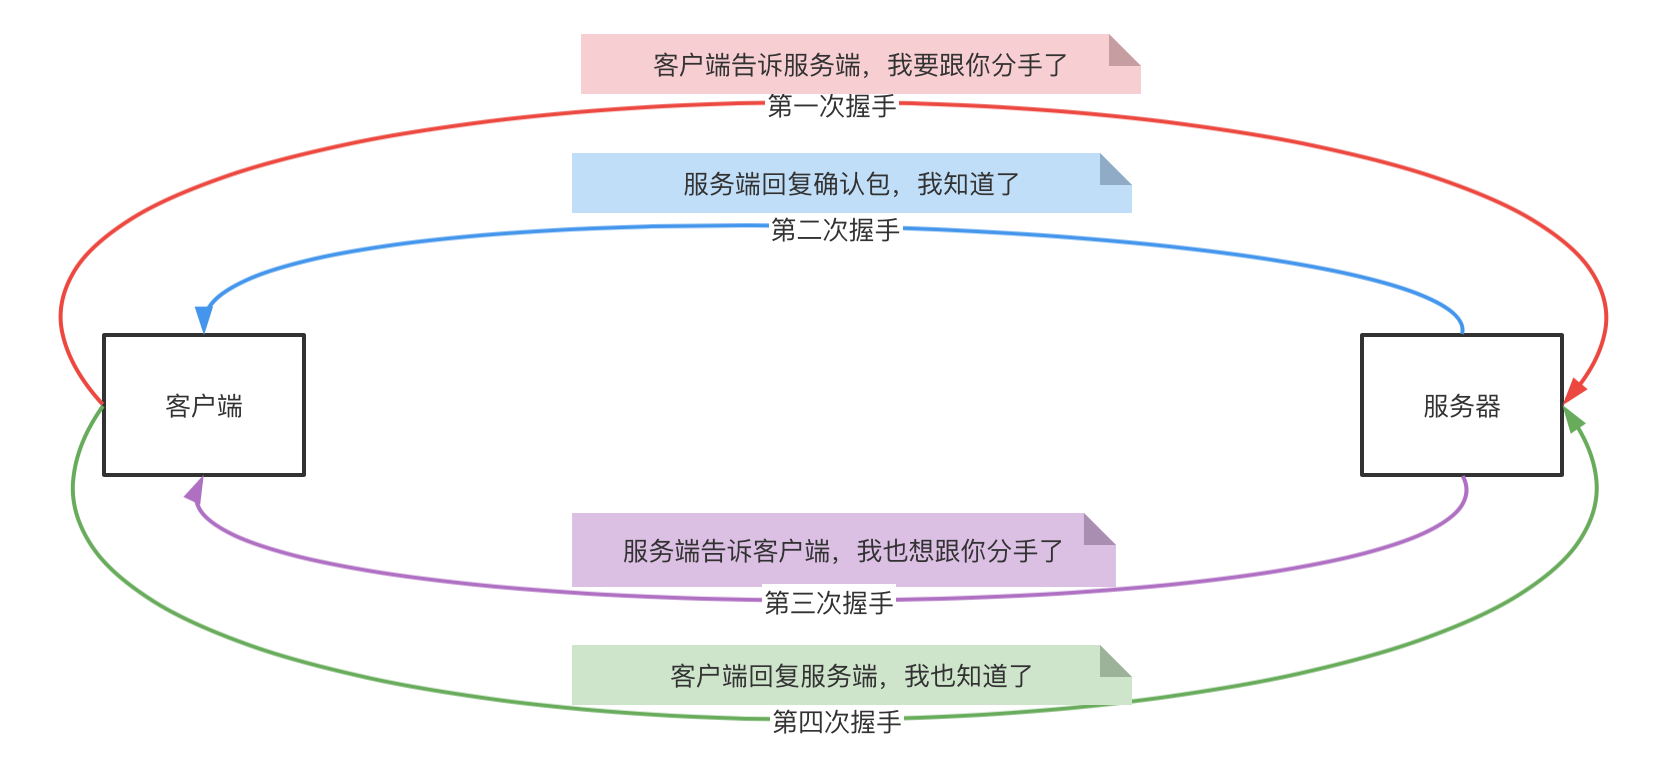 客户端告诉服务端，我要跟你分手了
第一次握手
服务端回复确认包，我知道了
第二次握手
客户端
服务器
服务端告诉客户端，我也想跟你分手了
第三次握手
客户端回复服务端，我也知道了
第四次握手